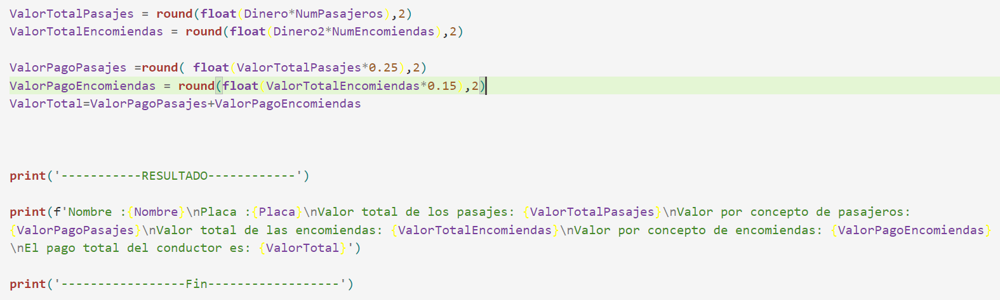 ValorTotalPasajes = round(float(Dinero*NumPasajeros),2)
ValorTotalEncomiendas = round(float(Dinero2*NumEncomiendas),2)
ValorPagoPasajes =round( float(ValorTotalPasajes*0.25),2)
ValorPagoEncomiendas = round(float(ValorTotalEncomiendas*0.15),2)
ValorTotal=ValorPagoPasajes+ValorPagoEncomiendas
print('-----------RESULTADO------------')
print(f'Nombre :{Nombre}\nPlaca :{Placa}\nValor total de los pasajes: {ValorTotalPasajes}\nValor por concepto de pasajeros:
{ValorPagoPasajes}\nValor total de las encomiendas: {ValorTotalEncomiendas}\nValor por concepto de encomiendas: {ValorPagoEncomiendas}
\nEl pago total del conductor es: {ValorTotal}')
print('-----------------Fin------------------')